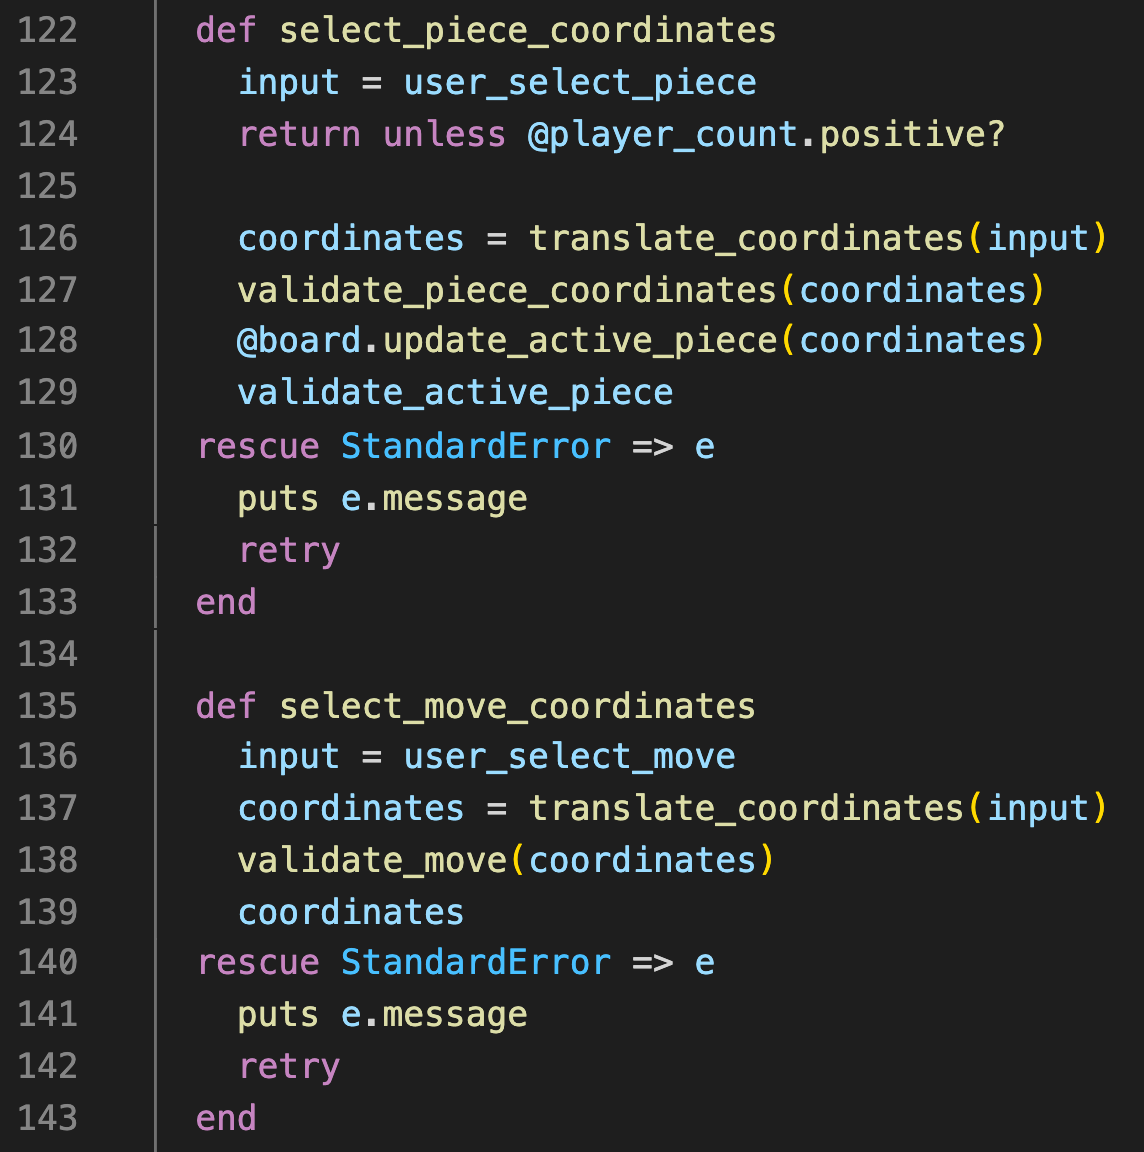 122 def select_piece_coordinates
123 input = user_select_piece
124 return unless @player_count.positive?
125
126 coordinates = translate_coordinates(input)
127 validate_piece_coordinates(coordinates)
128 @board.update_active_piece(coordinates)
129 validate_active_piece
130 rescue StandardError => e
131 puts e.message
132 retry
133 end
134
135 def select_move_coordinates
136 input = user_select_move
137 coordinates = translate_coordinates(input)
138 validate_move(coordinates)
139 coordinates
140 rescue StandardError => e
141 puts e.message
142 retry
143 end